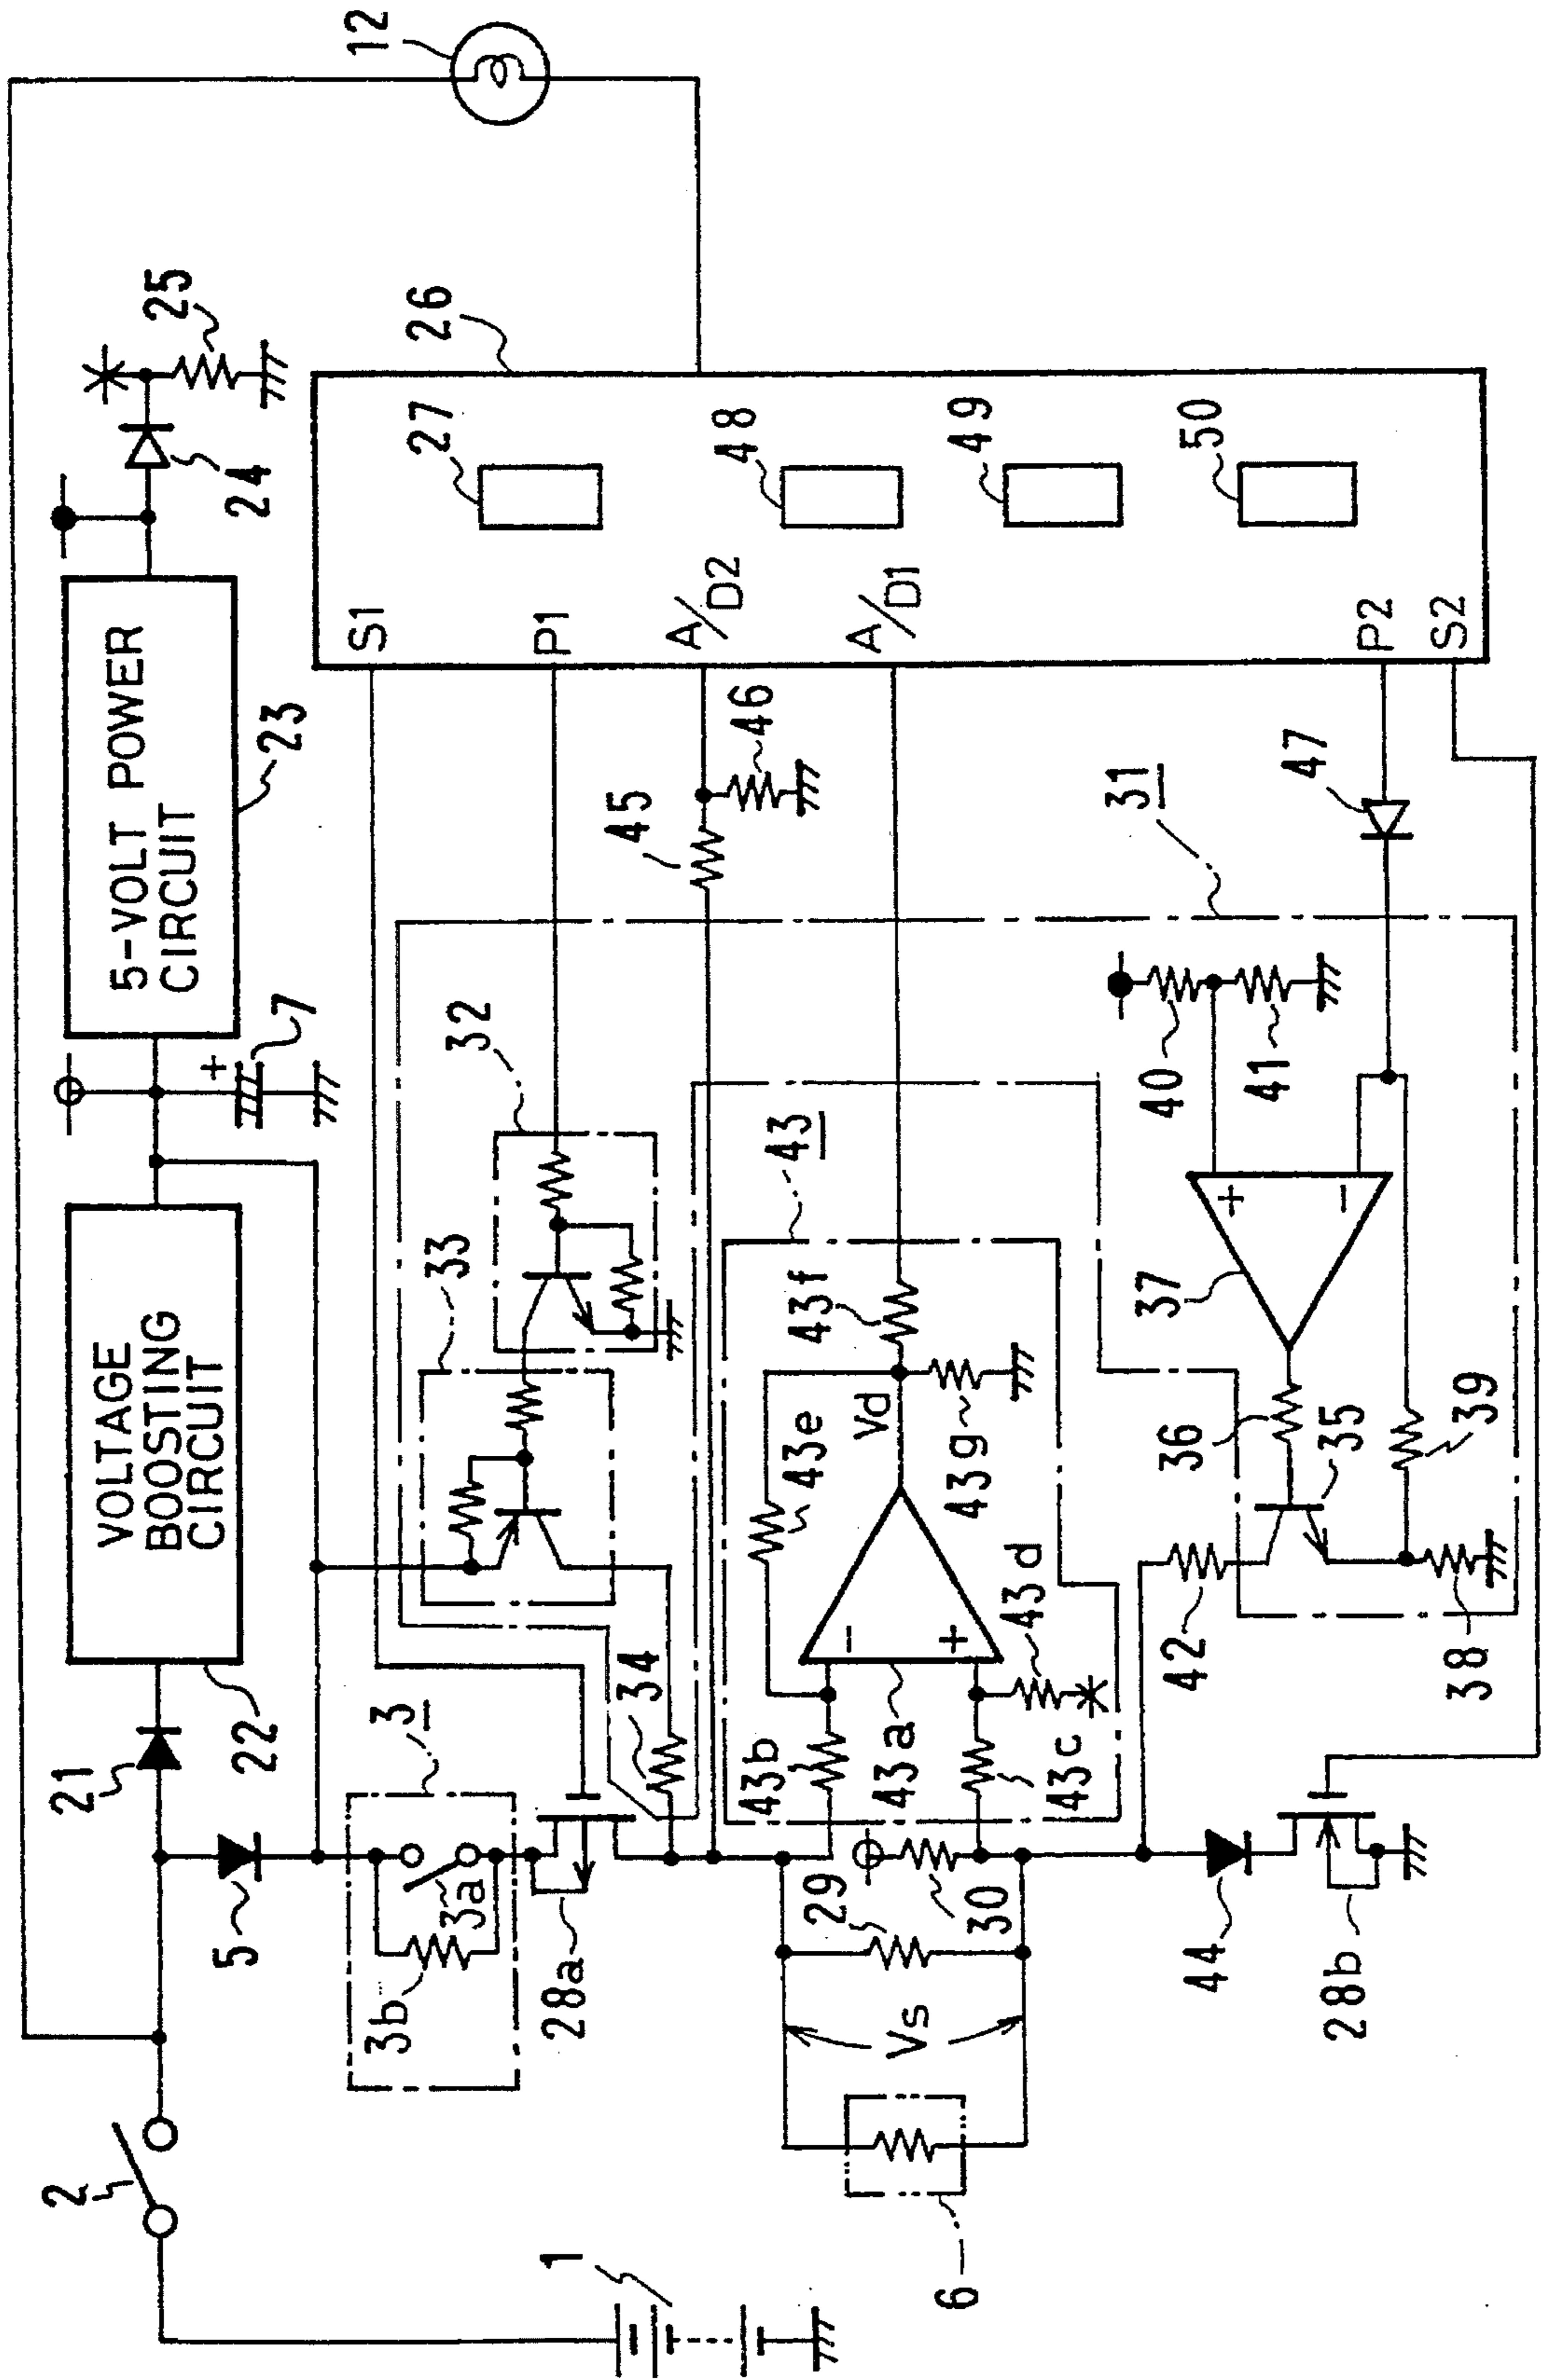 VOLTAGE
BOOSTING
CIRCUIT
5-VOLT POWER
CIRCUIT
1
2
21
22
5
7
+
23
24
25
12
3
3a
3b
28a
34
33
32
S1
P1
A/D2
A/D1
P2
S2
26
27
48
49
50
45
46
6
Vs
29
30
43
43a
43b
43c
43d
43e
43f
43g
Vd
−
+
31
35
36
37
+
−
38
39
40
41
42
44
47
28b